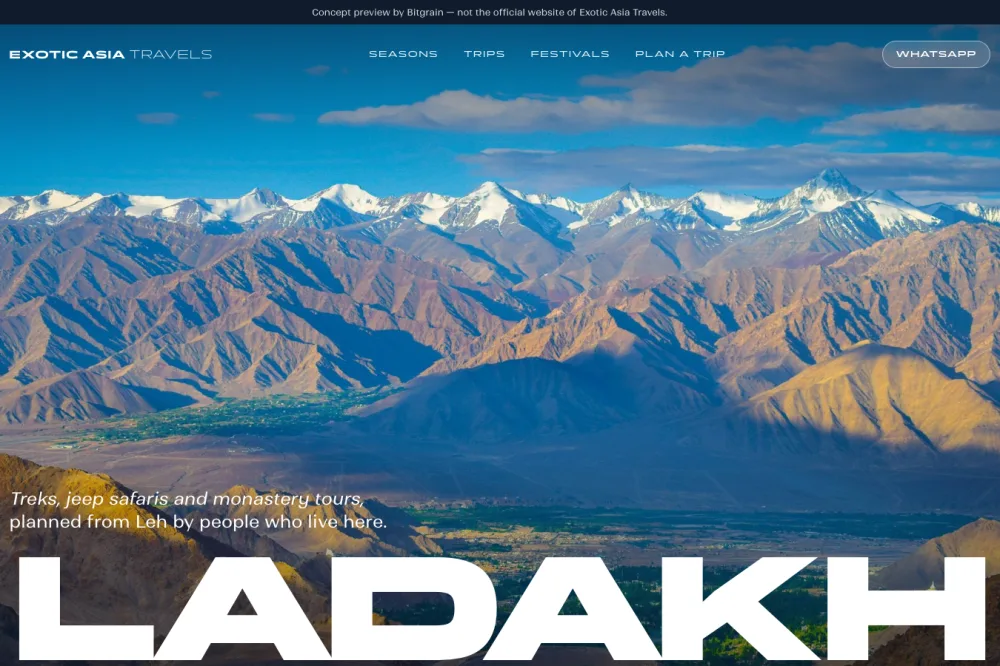 Concept preview by Bitgrain — not the official website of Exotic Asia Travels.
EXOTIC ASIA TRAVELS
SEASONS
TRIPS
FESTIVALS
PLAN A TRIP
WHATSAPP
Treks, jeep safaris and monastery tours,
planned from Leh by people who live here.
LADAKH